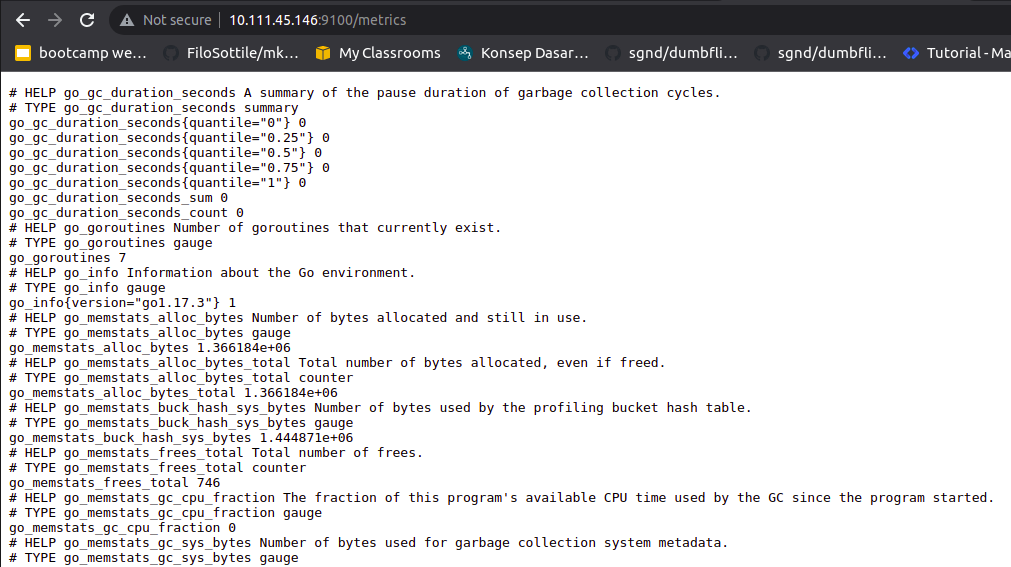 Not secure | 10.111.45.146:9100/metrics
bootcamp we... FiloSottile/mk... My Classrooms Konsep Dasar... sgnd/dumbfli... sgnd/dumbfli... Tutorial - Ma
# HELP go_gc_duration_seconds A summary of the pause duration of garbage collection cycles.
# TYPE go_gc_duration_seconds summary
go_gc_duration_seconds{quantile="0"} 0
go_gc_duration_seconds{quantile="0.25"} 0
go_gc_duration_seconds{quantile="0.5"} 0
go_gc_duration_seconds{quantile="0.75"} 0
go_gc_duration_seconds{quantile="1"} 0
go_gc_duration_seconds_sum 0
go_gc_duration_seconds_count 0
# HELP go_goroutines Number of goroutines that currently exist.
# TYPE go_goroutines gauge
go_goroutines 7
# HELP go_info Information about the Go environment.
# TYPE go_info gauge
go_info{version="go1.17.3"} 1
# HELP go_memstats_alloc_bytes Number of bytes allocated and still in use.
# TYPE go_memstats_alloc_bytes gauge
go_memstats_alloc_bytes 1.366184e+06
# HELP go_memstats_alloc_bytes_total Total number of bytes allocated, even if freed.
# TYPE go_memstats_alloc_bytes_total counter
go_memstats_alloc_bytes_total 1.366184e+06
# HELP go_memstats_buck_hash_sys_bytes Number of bytes used by the profiling bucket hash table.
# TYPE go_memstats_buck_hash_sys_bytes gauge
go_memstats_buck_hash_sys_bytes 1.444871e+06
# HELP go_memstats_frees_total Total number of frees.
# TYPE go_memstats_frees_total counter
go_memstats_frees_total 746
# HELP go_memstats_gc_cpu_fraction The fraction of this program's available CPU time used by the GC since the program started.
# TYPE go_memstats_gc_cpu_fraction gauge
go_memstats_gc_cpu_fraction 0
# HELP go_memstats_gc_sys_bytes Number of bytes used for garbage collection system metadata.
# TYPE go_memstats_gc_sys_bytes gauge